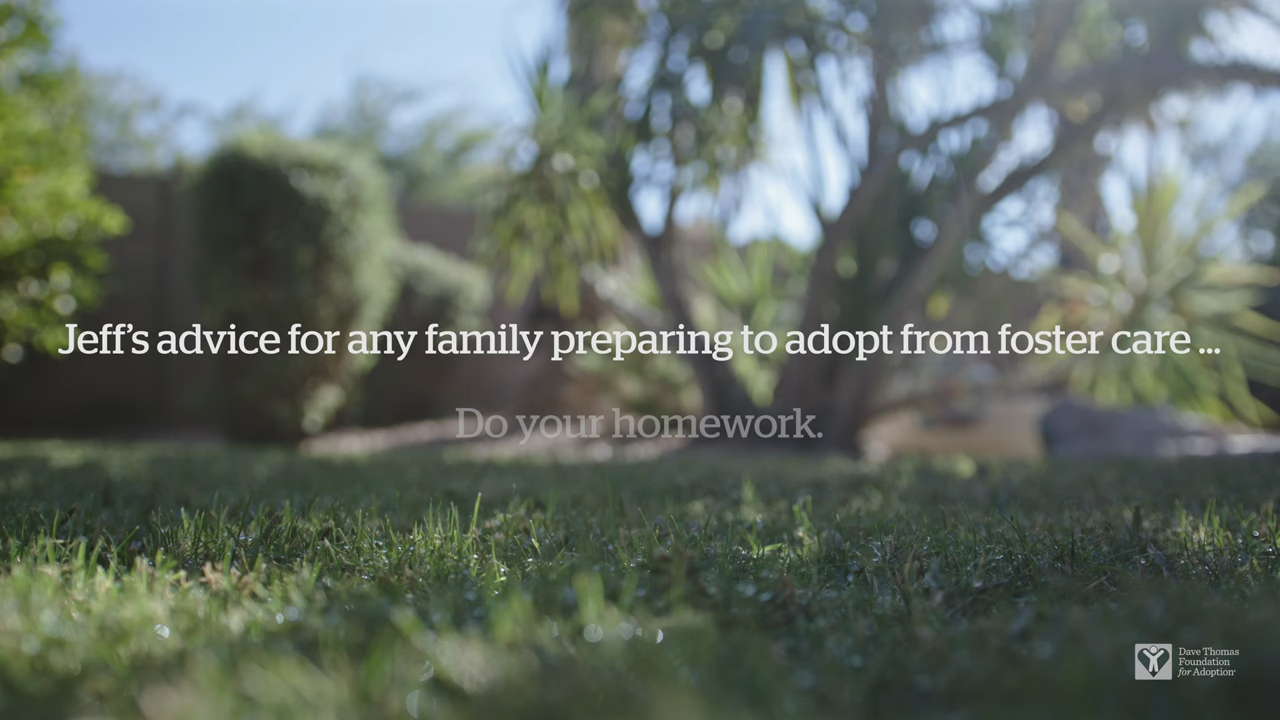 Jeff’s advice for any family preparing to adopt from foster care ...
Do your homework.
Dave Thomas
Foundation
for Adoption